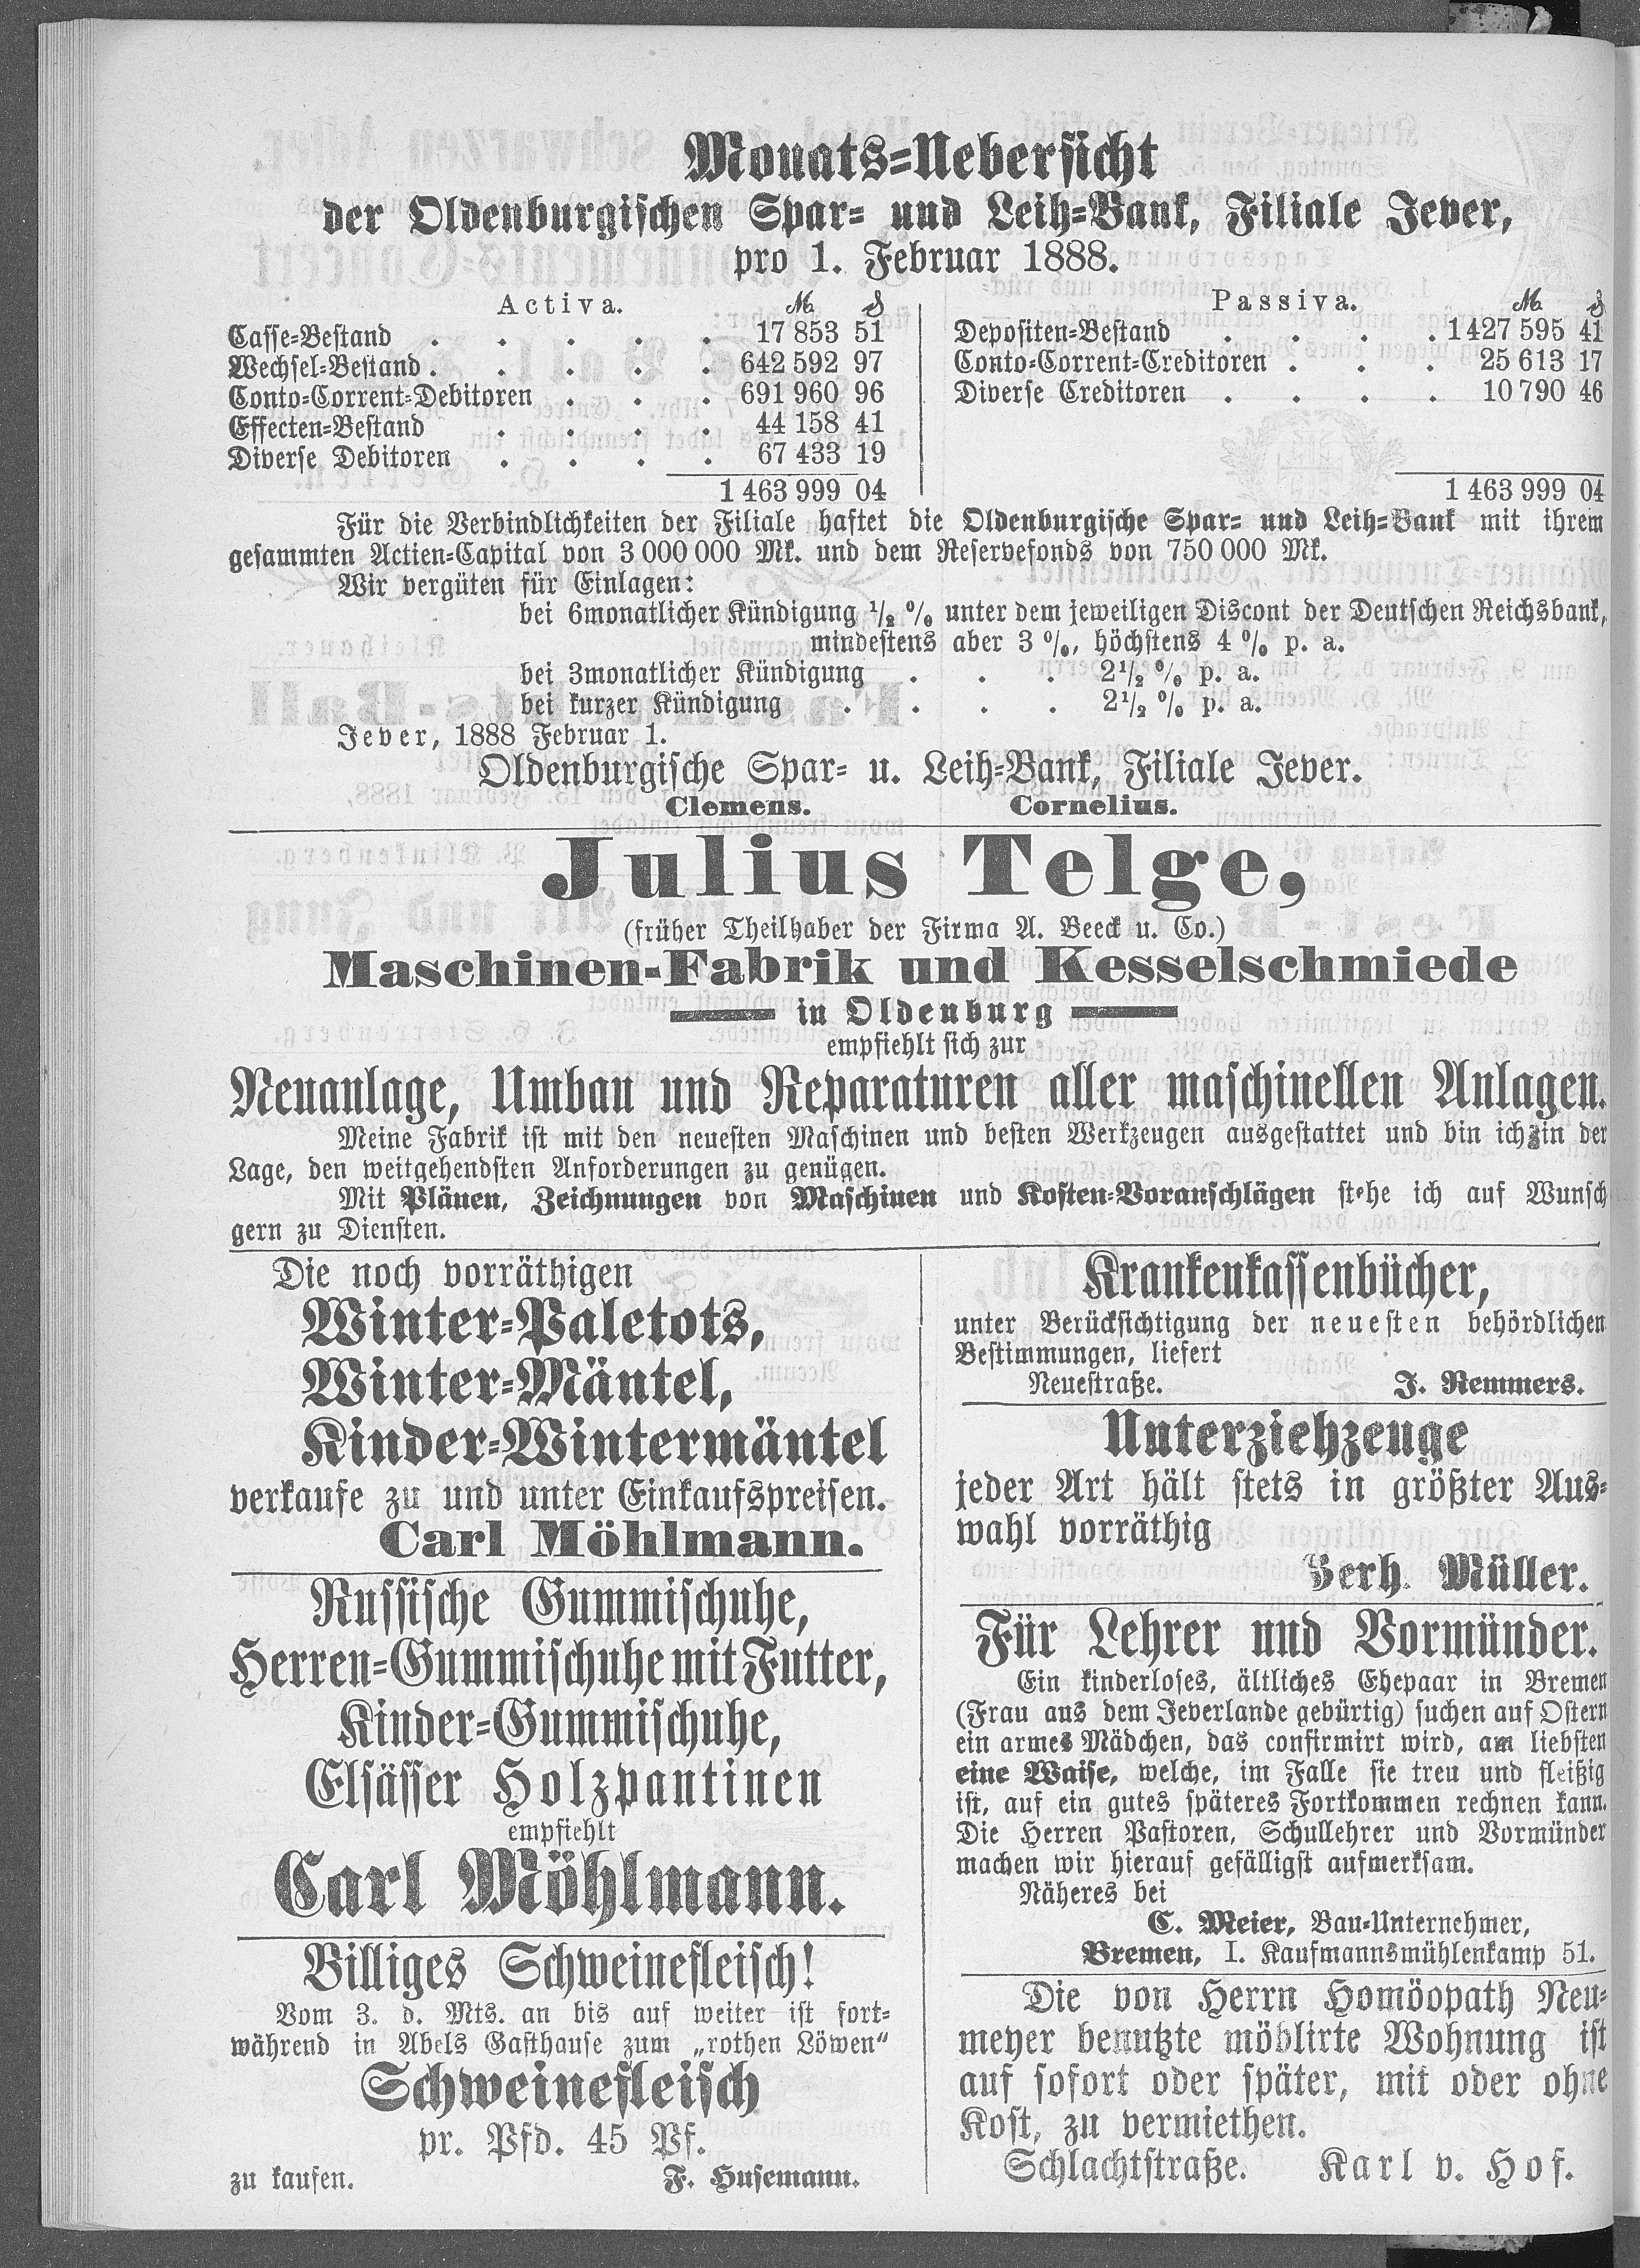 Monats=Uebersicht
der Oldenburgischen Spar= und Leih=Bank, Filiale Jever,
pro 1. Februar 1888.
Activa. M. ₰
Casse=Bestand . . . . . 17 853 51
Wechsel=Bestand . . . . . 642 592 97
Conto=Corrent=Debitoren . . . 691 960 96
Effecten=Bestand . . . . 44 158 41
Diverse Debitoren . . . . 67 433 19
1 463 999 04
Passiva. M. ₰
Depositen=Bestand . . . . 1 427 595 41
Conto=Corrent=Creditoren . . . 25 613 17
Diverse Creditoren . . . . 10 790 46
1 463 999 04
Für die Verbindlichkeiten der Filiale haftet die Oldenburgische Spar= und Leih=Bank mit ihrem
gesammten Actien=Capital von 3 000 000 Mk. und dem Reservefonds von 750 000 Mk.
Wir vergüten für Einlagen:
bei 6monatlicher Kündigung ½ % unter dem jeweiligen Discont der Deutschen Reichsbank,
mindestens aber 3 %, höchstens 4 % p. a.
bei 3monatlicher Kündigung . . . 2½ % p. a.
bei kurzer Kündigung . . . . 2½ % p. a.
Jever, 1888 Februar 1.
Oldenburgische Spar= u. Leih=Bank, Filiale Jever.
Clemens. Cornelius.
Julius Telge,
(früher Theilhaber der Firma A. Beeck u. Co.)
Maschinen-Fabrik und Kesselschmiede
in Oldenburg
empfiehlt sich zur
Neuanlage, Umbau und Reparaturen aller maschinellen Anlagen.
Meine Fabrik ist mit den neuesten Maschinen und besten Werkzeugen ausgestattet und bin ich in der
Lage, den weitgehendsten Anforderungen zu genügen.
Mit Plänen, Zeichnungen von Maschinen und Kosten=Voranschlägen stehe ich auf Wunsch
gern zu Diensten.
Die noch vorräthigen
Winter=Paletots,
Winter=Mäntel,
Kinder=Wintermäntel
verkaufe zu und unter Einkaufspreisen.
Carl Möhlmann.
Russische Gummischuhe,
Herren=Gummischuhe mit Futter,
Kinder=Gummischuhe,
Elsässer Holzpantinen
empfiehlt
Carl Möhlmann.
Billiges Schweinefleisch!
Vom 3. d. Mts. an bis auf weiter ist fort=
während in Abels Gasthause zum „rothen Löwen“
Schweinefleisch
pr. Pfd. 45 Pf.
zu kaufen. F. Husemann.
Krankenkassenbücher,
unter Berücksichtigung der neuesten behördlichen
Bestimmungen, liefert
Neuestraße. J. Remmers.
Unterziehzeuge
jeder Art hält stets in größter Aus=
wahl vorräthig
Gerh. Müller.
Für Lehrer und Vormünder.
Ein kinderloses, ältliches Ehepaar in Bremen
(Frau aus dem Jeverlande gebürtig) suchen auf Ostern
ein armes Mädchen, das confirmirt wird, am liebsten
eine Waise, welche, im Falle sie treu und fleißig
ist, auf ein gutes späteres Fortkommen rechnen kann.
Die Herren Pastoren, Schullehrer und Vormünder
machen wir hierauf gefälligst aufmerksam.
Näheres bei
C. Meier, Bau=Unternehmer,
Bremen, I. Kaufmannsmühlenkamp 51.
Die von Herrn Homöopath Neu=
meyer benutzte möblirte Wohnung ist
auf sofort oder später, mit oder ohne
Kost, zu vermiethen.
Schlachtstraße. Karl v. Hof.